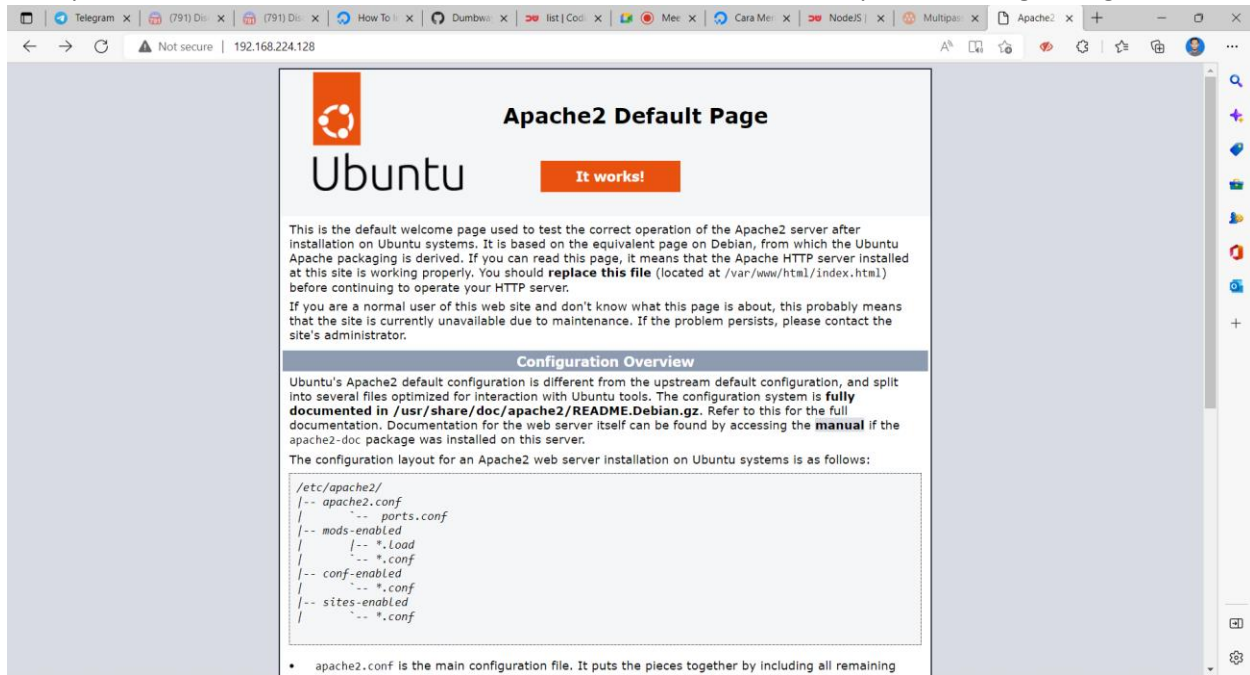 Telegram (791) Dis (791) Dis How To I Dumbwa list | Codi Mee Cara Men NodeJS | Multipas Apache2
Not secure | 192.168.224.128
Apache2 Default Page
Ubuntu
It works!
This is the default welcome page used to test the correct operation of the Apache2 server after
installation on Ubuntu systems. It is based on the equivalent page on Debian, from which the Ubuntu
Apache packaging is derived. If you can read this page, it means that the Apache HTTP server installed
at this site is working properly. You should replace this file (located at /var/www/html/index.html)
before continuing to operate your HTTP server.
If you are a normal user of this web site and don't know what this page is about, this probably means
that the site is currently unavailable due to maintenance. If the problem persists, please contact the
site's administrator.
Configuration Overview
Ubuntu's Apache2 default configuration is different from the upstream default configuration, and split
into several files optimized for interaction with Ubuntu tools. The configuration system is fully
documented in /usr/share/doc/apache2/README.Debian.gz. Refer to this for the full
documentation. Documentation for the web server itself can be found by accessing the manual if the
apache2-doc package was installed on this server.
The configuration layout for an Apache2 web server installation on Ubuntu systems is as follows:
/etc/apache2/
|-- apache2.conf
|       `--  ports.conf
|-- mods-enabled
|       |-- *.load
|       `-- *.conf
|-- conf-enabled
|       `-- *.conf
|-- sites-enabled
|       `-- *.conf
• apache2.conf is the main configuration file. It puts the pieces together by including all remaining